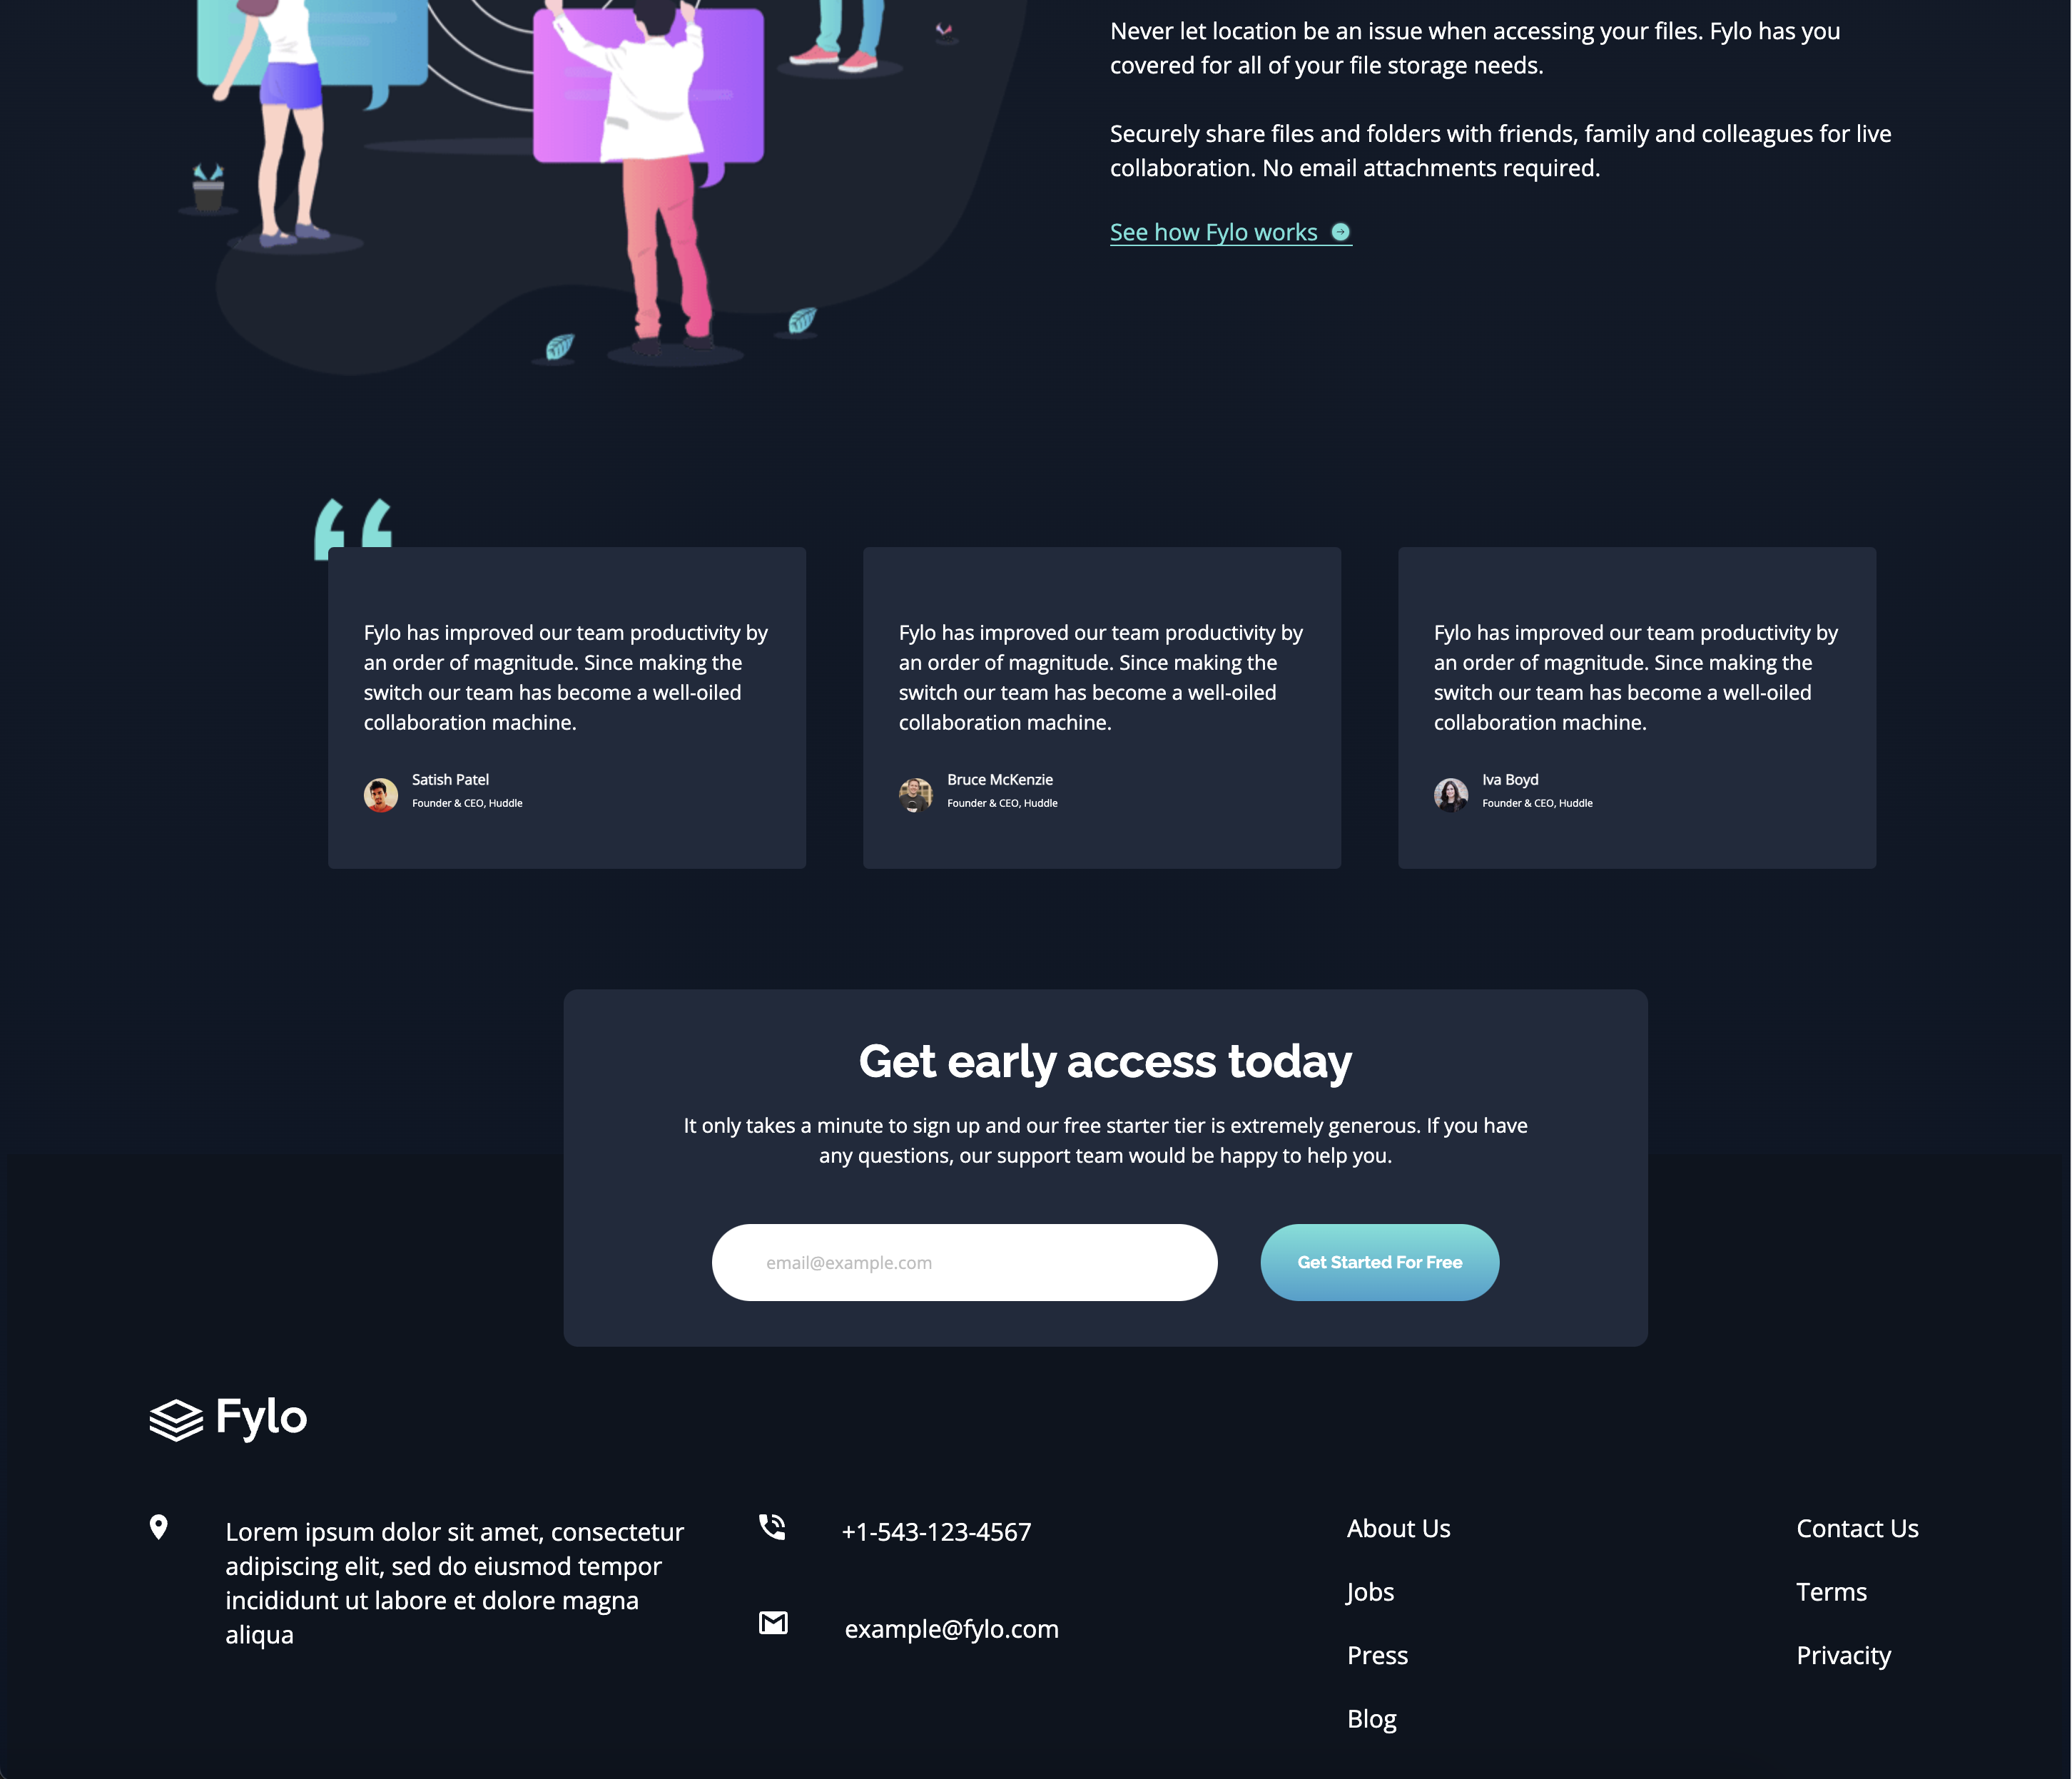 Never let location be an issue when accessing your files. Fylo has you
covered for all of your file storage needs.
Securely share files and folders with friends, family and colleagues for live
collaboration. No email attachments required.
See how Fylo works
“
Fylo has improved our team productivity by
an order of magnitude. Since making the
switch our team has become a well-oiled
collaboration machine.
Satish Patel
Founder & CEO, Huddle
Fylo has improved our team productivity by
an order of magnitude. Since making the
switch our team has become a well-oiled
collaboration machine.
Bruce McKenzie
Founder & CEO, Huddle
Fylo has improved our team productivity by
an order of magnitude. Since making the
switch our team has become a well-oiled
collaboration machine.
Iva Boyd
Founder & CEO, Huddle
Get early access today
It only takes a minute to sign up and our free starter tier is extremely generous. If you have
any questions, our support team would be happy to help you.
email@example.com
Get Started For Free
Fylo
Lorem ipsum dolor sit amet, consectetur
adipiscing elit, sed do eiusmod tempor
incididunt ut labore et dolore magna
aliqua
+1-543-123-4567
example@fylo.com
About Us
Jobs
Press
Blog
Contact Us
Terms
Privacity